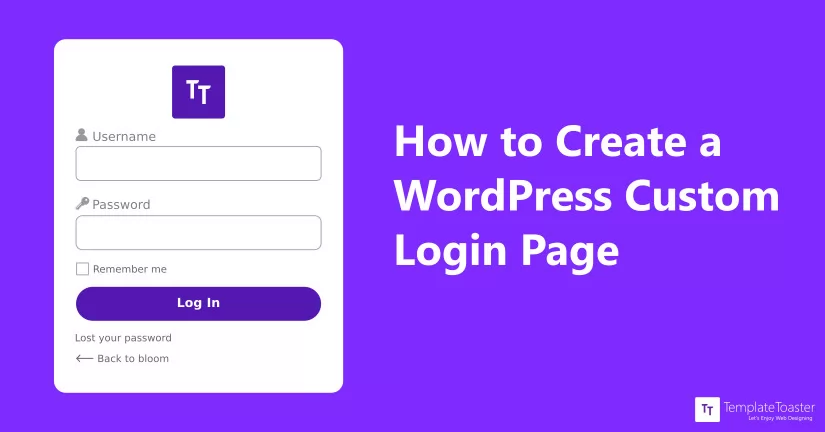 TT
Username
Password
Remember me
Log In
Lost your password
Back to bloom
How to Create a
WordPress Custom
Login Page
TT
TemplateToaster
Let's Enjoy Web Designing